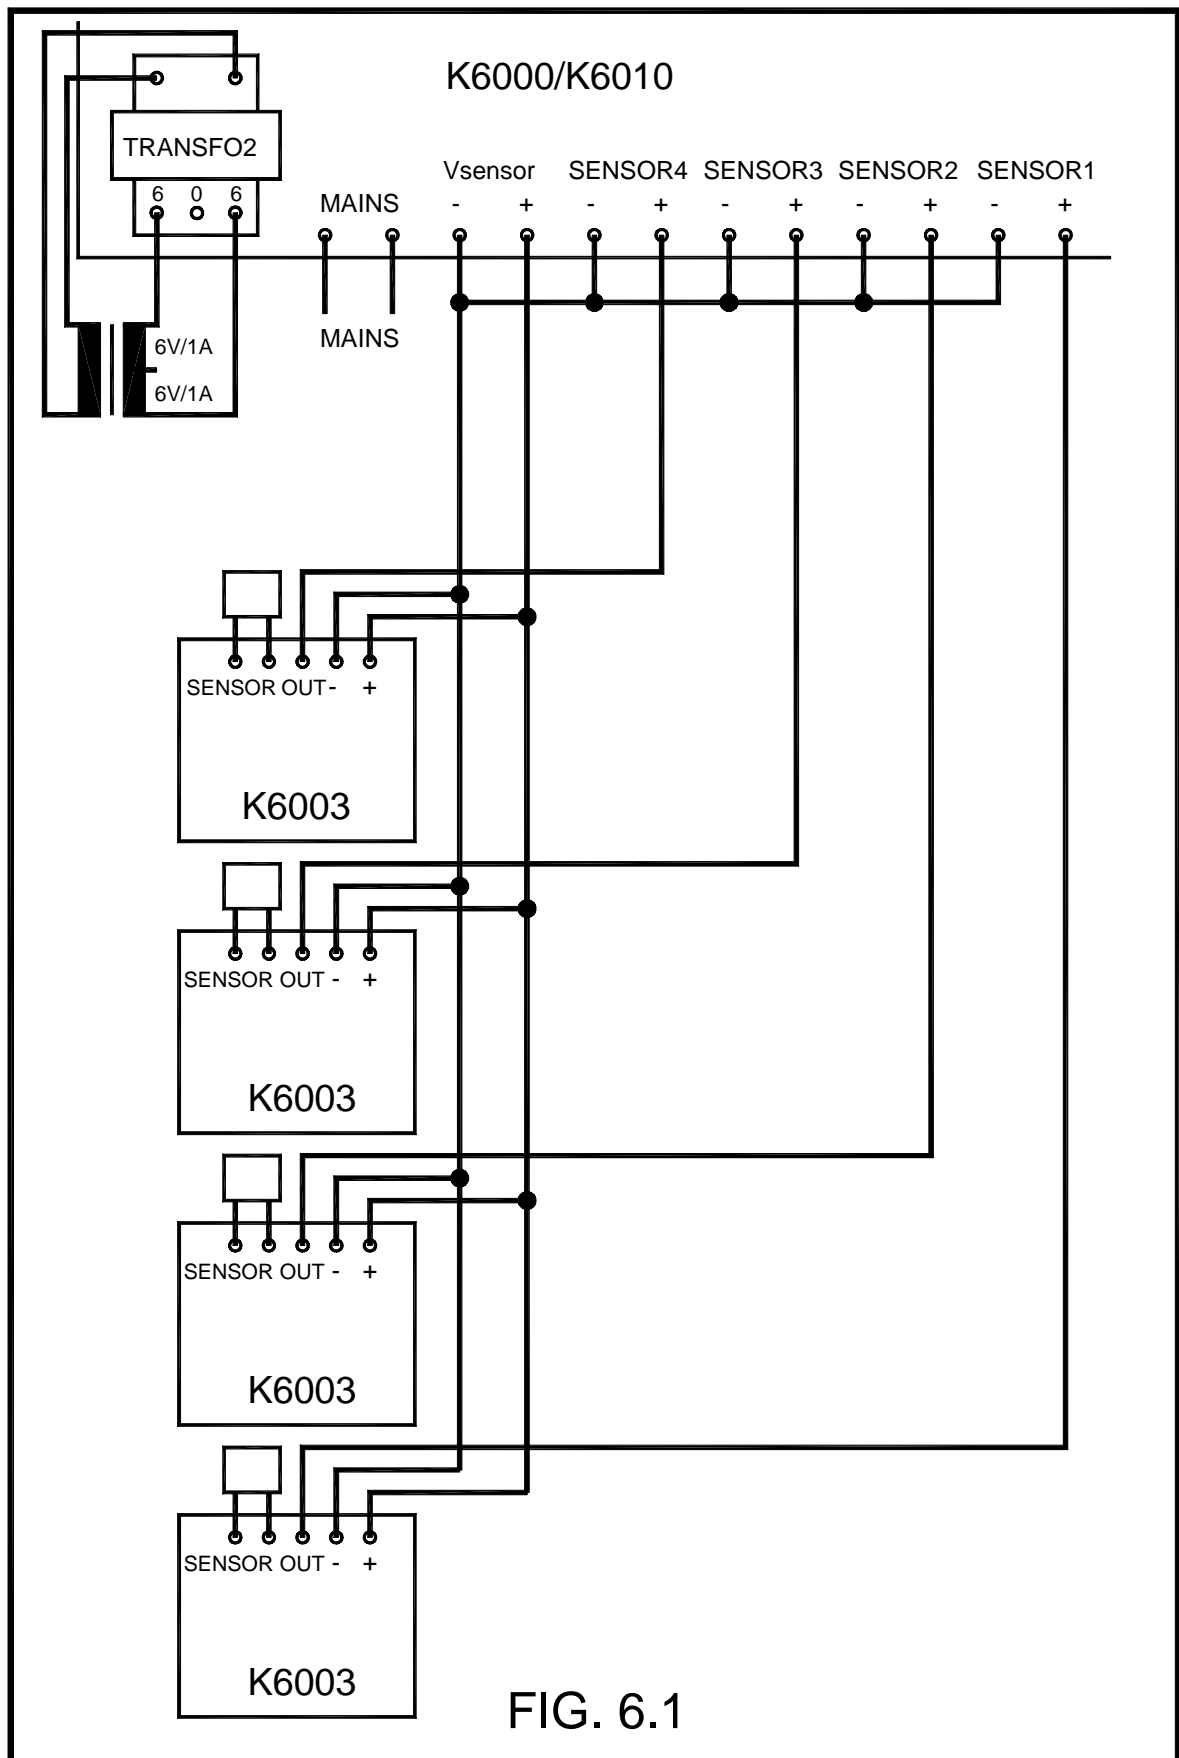 K6000/K6010
TRANSFO2
6 0 6
Vsensor SENSOR4 SENSOR3 SENSOR2 SENSOR1
MAINS - + - + - + - + - +
MAINS
6V/1A
6V/1A
SENSOR OUT - +
K6003
SENSOR OUT - +
K6003
SENSOR OUT - +
K6003
SENSOR OUT - +
K6003
FIG. 6.1